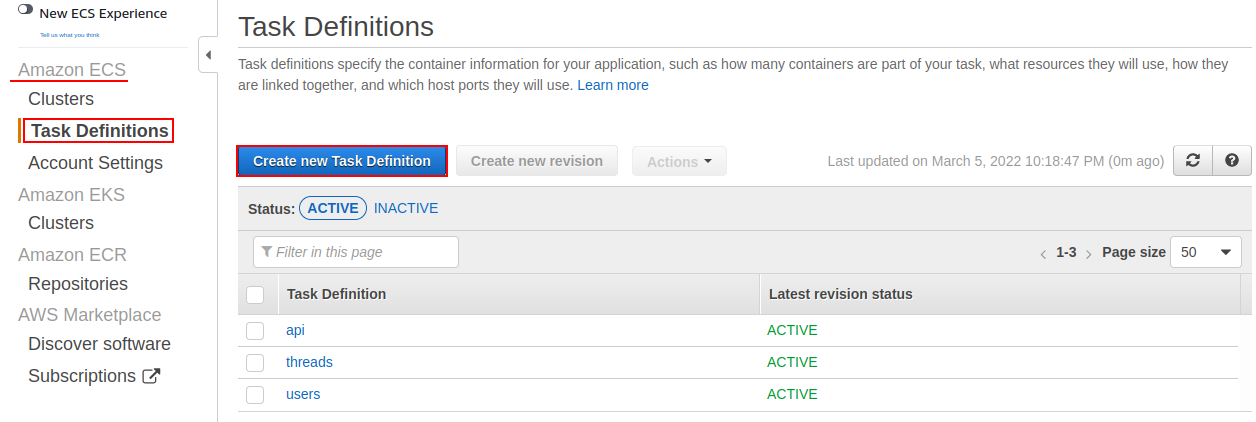 New ECS Experience
Tell us what you think
Amazon ECS
Clusters
Task Definitions
Account Settings
Amazon EKS
Clusters
Amazon ECR
Repositories
AWS Marketplace
Discover software
Subscriptions
Task Definitions
Task definitions specify the container information for your application, such as how many containers are part of your task, what resources they will use, how they
are linked together, and which host ports they will use. Learn more
Create new Task Definition Create new revision Actions Last updated on March 5, 2022 10:18:47 PM (0m ago)
Status: ACTIVE INACTIVE
Filter in this page 1-3 Page size 50
Task Definition Latest revision status
api ACTIVE
threads ACTIVE
users ACTIVE